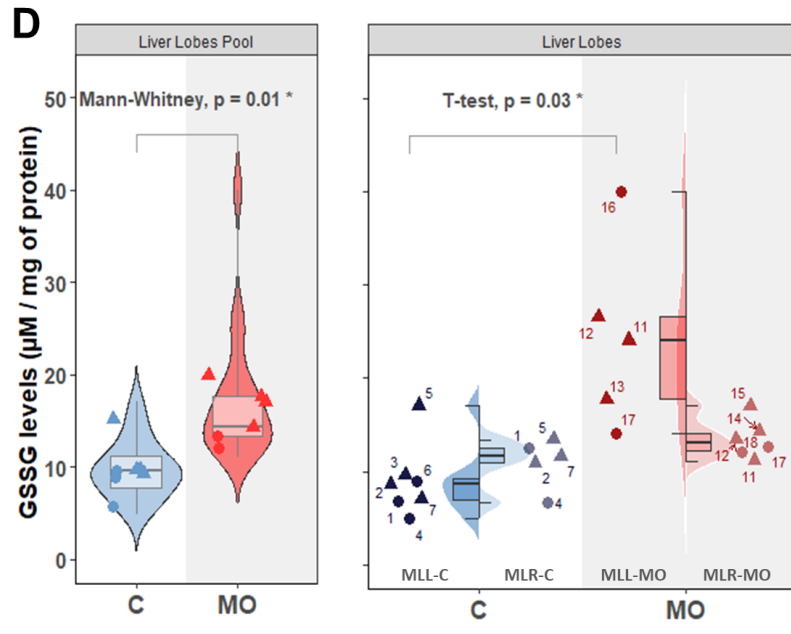 D
Liver Lobes Pool
Liver Lobes
GSSG levels (µM / mg of protein)
50
40
30
20
10
0
Mann-Whitney, p = 0.01 *
T-test, p = 0.03 *
16
12
11
13
17
5
3
6
2
7
1
4
1
5
2
7
4
15
14
18
12
17
11
MLL-C
MLR-C
MLL-MO
MLR-MO
C
MO
C
MO